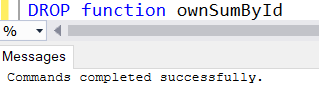 DROP function ownSumById
%
Messages
Commands completed successfully.